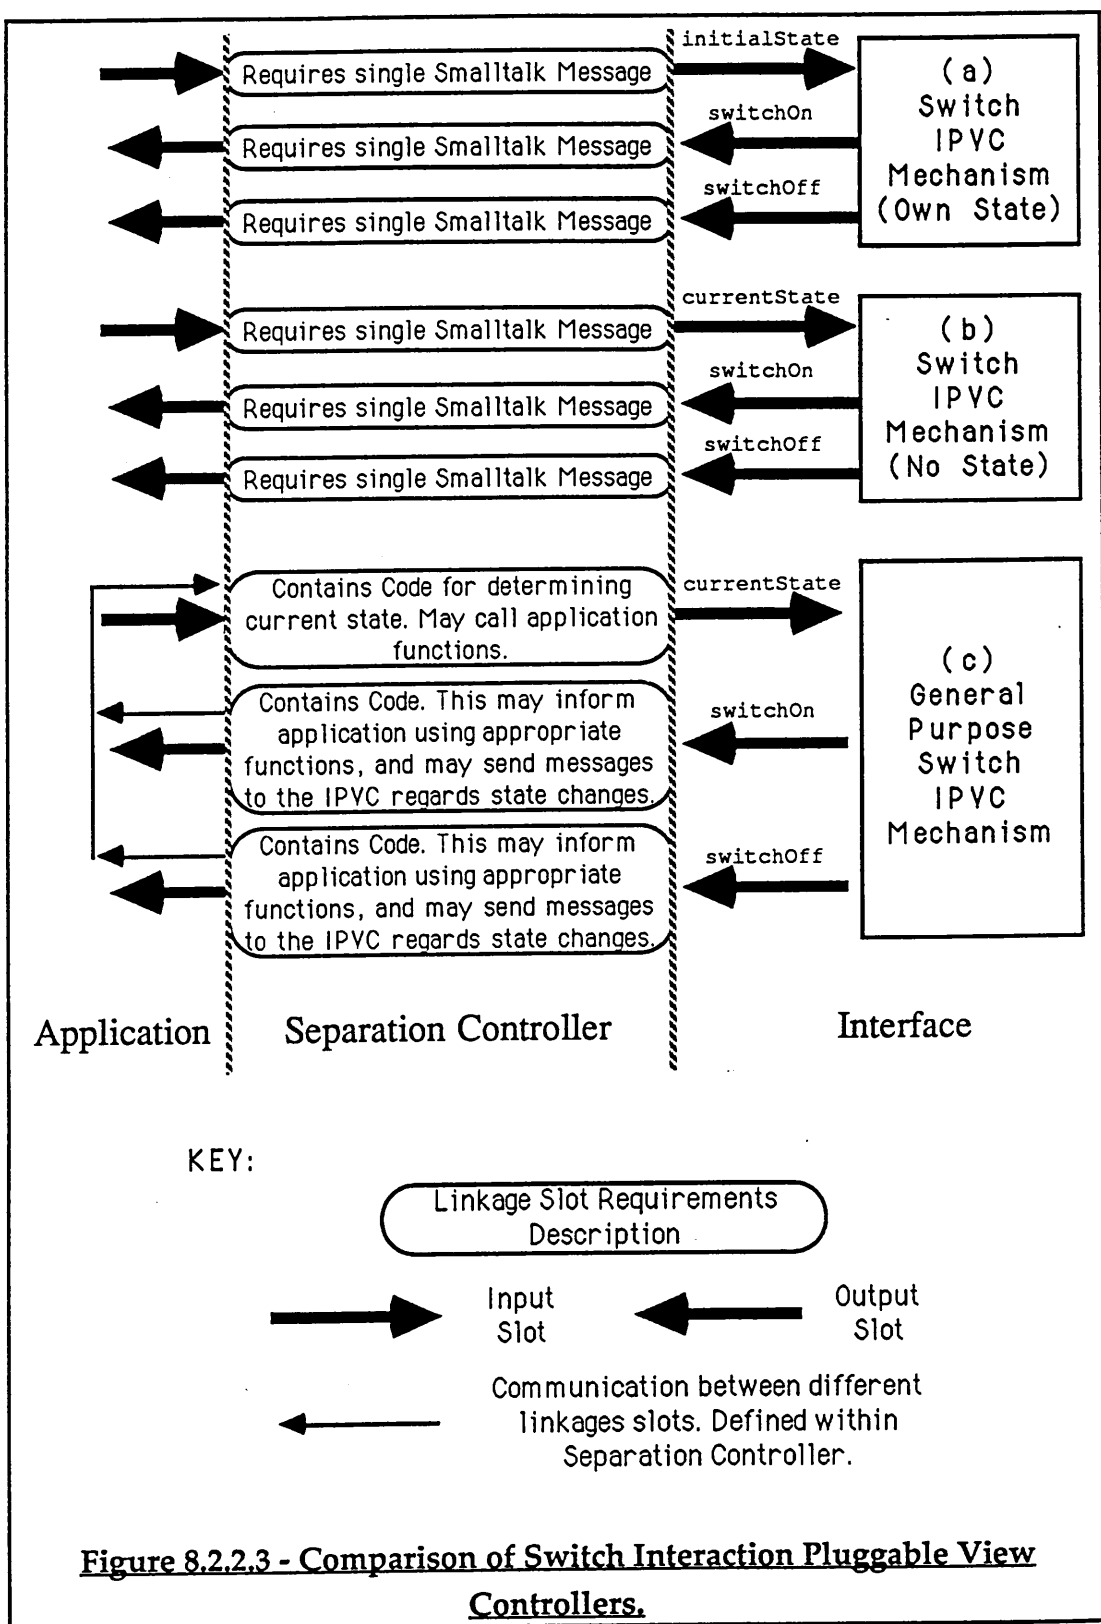 initialState
Requires single Smalltalk Message
switchOn
Requires single Smalltalk Message
switchOff
Requires single Smalltalk Message
(a)
Switch
IPVC
Mechanism
(Own State)
currentState
Requires single Smalltalk Message
switchOn
Requires single Smalltalk Message
switchOff
Requires single Smalltalk Message
(b)
Switch
IPVC
Mechanism
(No State)
Contains Code for determining
current state. May call application
functions.
currentState
Contains Code. This may inform
application using appropriate
functions, and may send messages
to the IPVC regards state changes.
switchOn
Contains Code. This may inform
application using appropriate
functions, and may send messages
to the IPVC regards state changes.
switchOff
(c)
General
Purpose
Switch
IPVC
Mechanism
Application
Separation Controller
Interface
KEY:
Linkage Slot Requirements
Description
Input
Slot
Output
Slot
Communication between different
linkages slots. Defined within
Separation Controller.
Figure 8.2.2.3 - Comparison of Switch Interaction Pluggable View
Controllers.